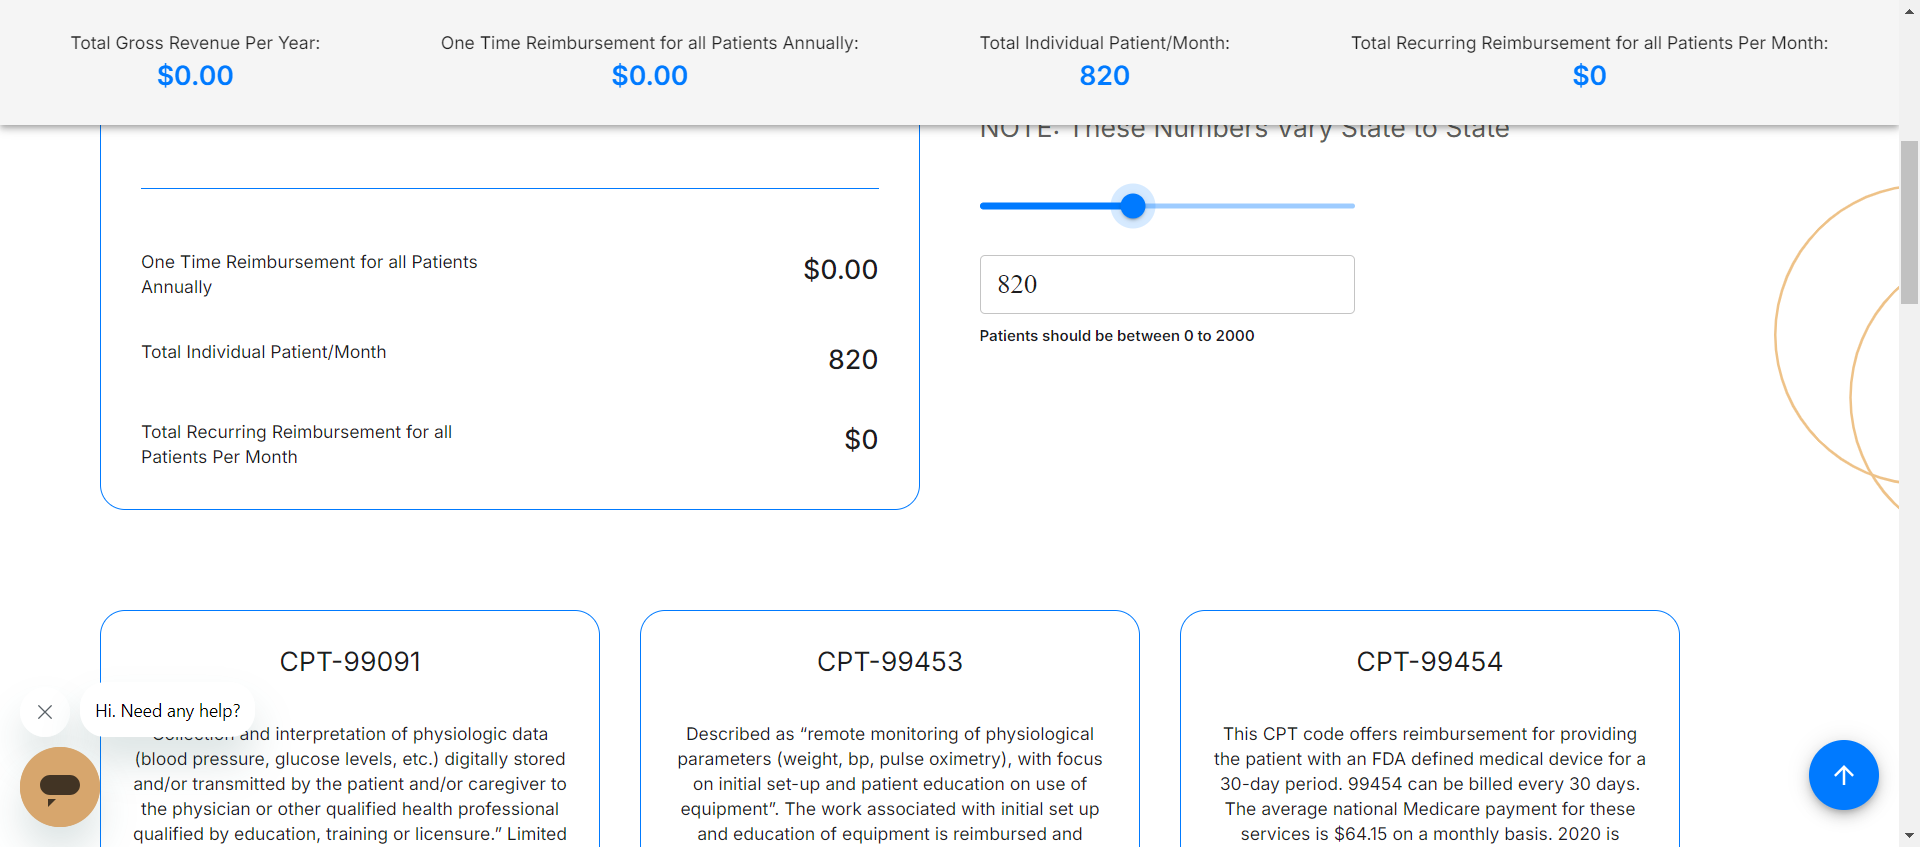 Total Gross Revenue Per Year:
$0.00
One Time Reimbursement for all Patients Annually:
$0.00
Total Individual Patient/Month:
820
Total Recurring Reimbursement for all Patients Per Month:
$0
NOTE: These Numbers Vary State to State
One Time Reimbursement for all Patients
Annually
$0.00
Total Individual Patient/Month
820
Total Recurring Reimbursement for all
Patients Per Month
$0
820
Patients should be between 0 to 2000
CPT-99091
Collection and interpretation of physiologic data
(blood pressure, glucose levels, etc.) digitally stored
and/or transmitted by the patient and/or caregiver to
the physician or other qualified health professional
qualified by education, training or licensure.” Limited
CPT-99453
Described as “remote monitoring of physiological
parameters (weight, bp, pulse oximetry), with focus
on initial set-up and patient education on use of
equipment”. The work associated with initial set up
and education of equipment is reimbursed and
CPT-99454
This CPT code offers reimbursement for providing
the patient with an FDA defined medical device for a
30-day period. 99454 can be billed every 30 days.
The average national Medicare payment for these
services is $64.15 on a monthly basis. 2020 is
Hi. Need any help?